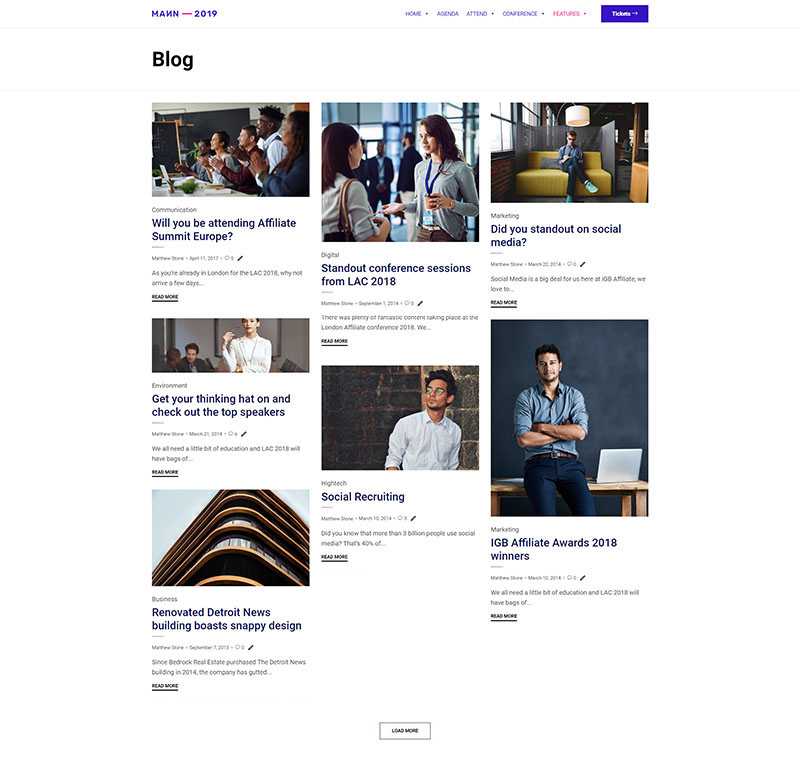 MAИN — 2019
HOME
AGENDA
ATTEND
CONFERENCE
FEATURES
Tickets →
Blog
Communication
Will you be attending Affiliate
Summit Europe?
Matthew Stone • April 11, 2017 • 0
As you're already in London for the LAC 2018, why not
arrive a few days...
READ MORE
Environment
Get your thinking hat on and
check out the top speakers
Matthew Stone • March 21, 2014 • 6
We all need a little bit of education and LAC 2018 will
have bags of...
READ MORE
Business
Renovated Detroit News
building boasts snappy design
Matthew Stone • September 7, 2013 • 0
Since Bedrock Real Estate purchased The Detroit News
building in 2014, the company has gutted...
READ MORE
Digital
Standout conference sessions
from LAC 2018
Matthew Stone • September 1, 2014 • 0
There was plenty of fantastic content taking place at the
London Affiliate conference 2018. We...
READ MORE
Hightech
Social Recruiting
Matthew Stone • March 10, 2014 • 3
Did you know that more than 3 billion people use social
media? That's 40% of...
READ MORE
Marketing
Did you standout on social
media?
Matthew Stone • March 22, 2014 • 0
Social Media is a big deal for us here at IGB Affiliate, we
love to...
READ MORE
Marketing
IGB Affiliate Awards 2018
winners
Matthew Stone • March 10, 2014 • 0
We all need a little bit of education and LAC 2018 will
have bags of...
READ MORE
LOAD MORE